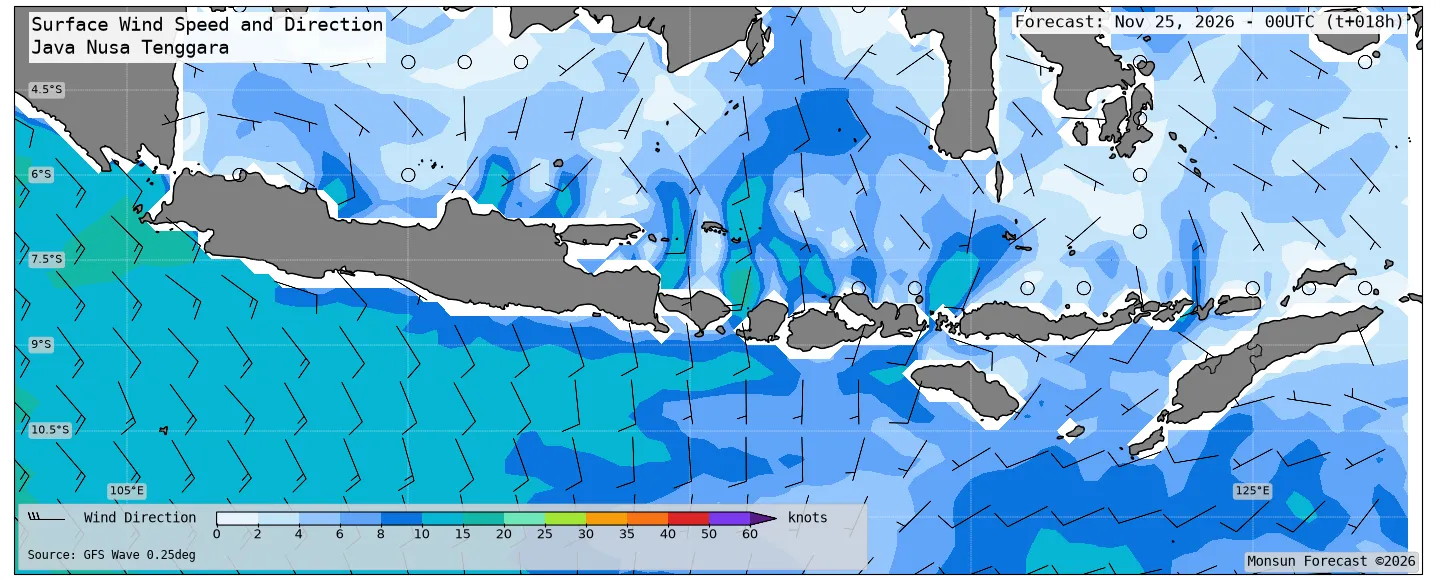 Surface Wind Speed and Direction
Java Nusa Tenggara
Forecast: Nov 25, 2026 - 00UTC (t+018h)
4.5°S
6°S
7.5°S
9°S
10.5°S
105°E
125°E
Wind Direction
0 2 4 6 8 10 15 20 25 30 35 40 50 60
knots
Source: GFS Wave 0.25deg
Monsun Forecast ©2026